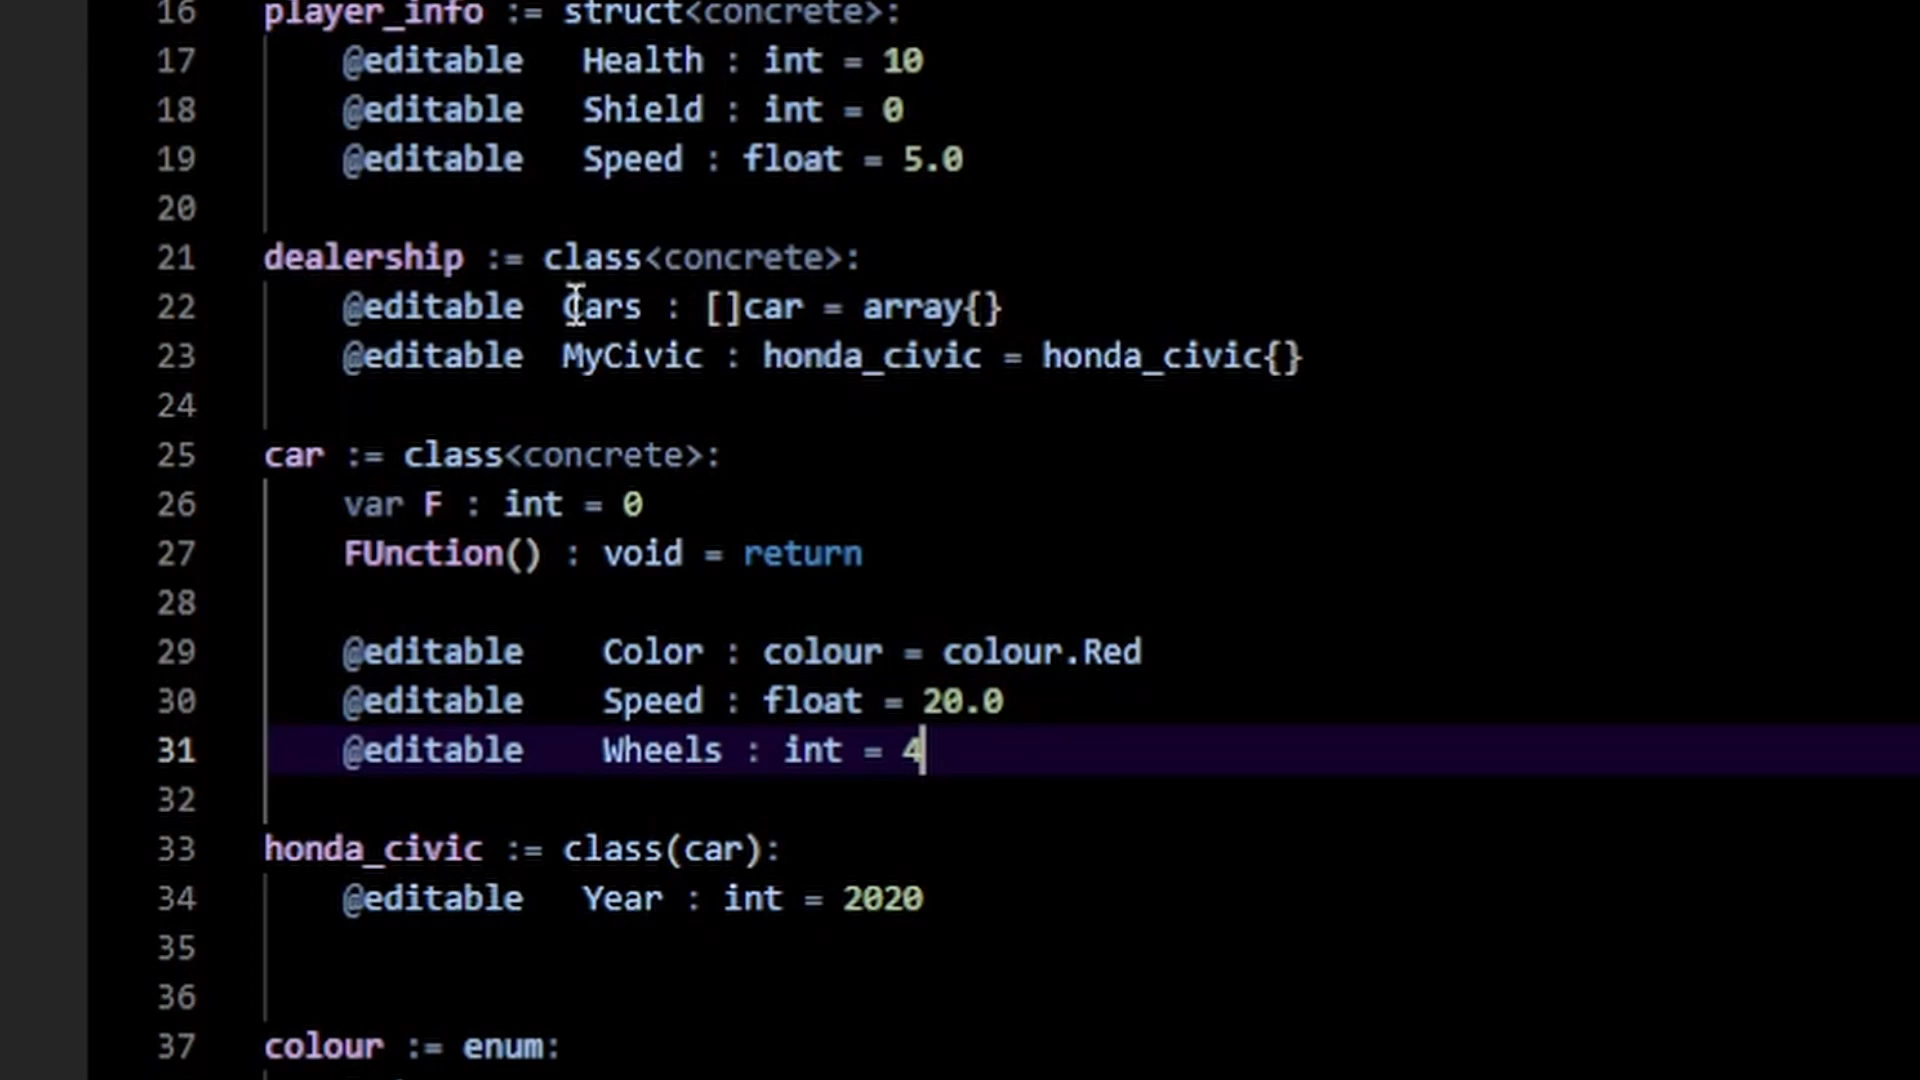 16 player_info := struct<concrete>:
17 @editable Health : int = 10
18 @editable Shield : int = 0
19 @editable Speed : float = 5.0
20
21 dealership := class<concrete>:
22 @editable Cars : []car = array{}
23 @editable MyCivic : honda_civic = honda_civic{}
24
25 car := class<concrete>:
26 var F : int = 0
27 FUnction() : void = return
28
29 @editable Color : colour = colour.Red
30 @editable Speed : float = 20.0
31 @editable Wheels : int = 4
32
33 honda_civic := class(car):
34 @editable Year : int = 2020
35
36
37 colour := enum: